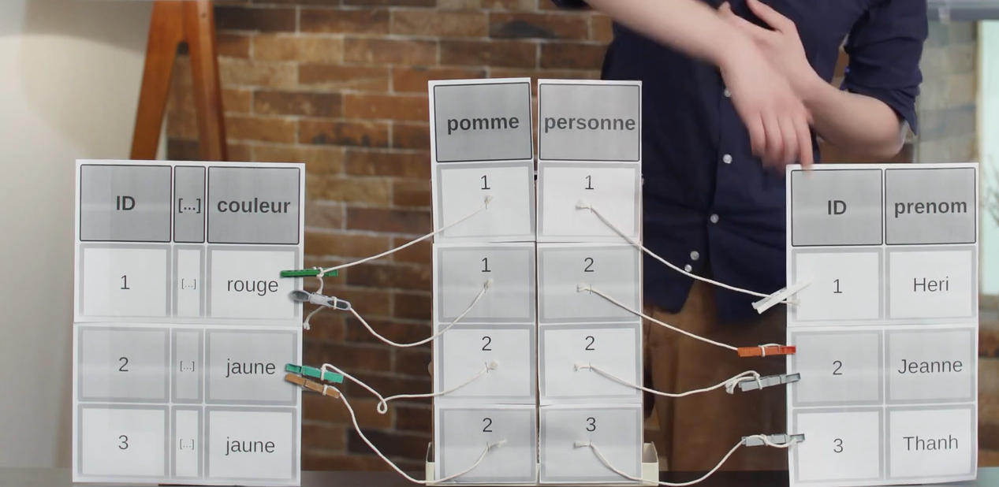 ID [...] couleur
1 [...] rouge
2 [...] jaune
3 [...] jaune
pomme personne
1 1
1 2
2 2
2 3
ID prenom
1 Heri
2 Jeanne
3 Thanh